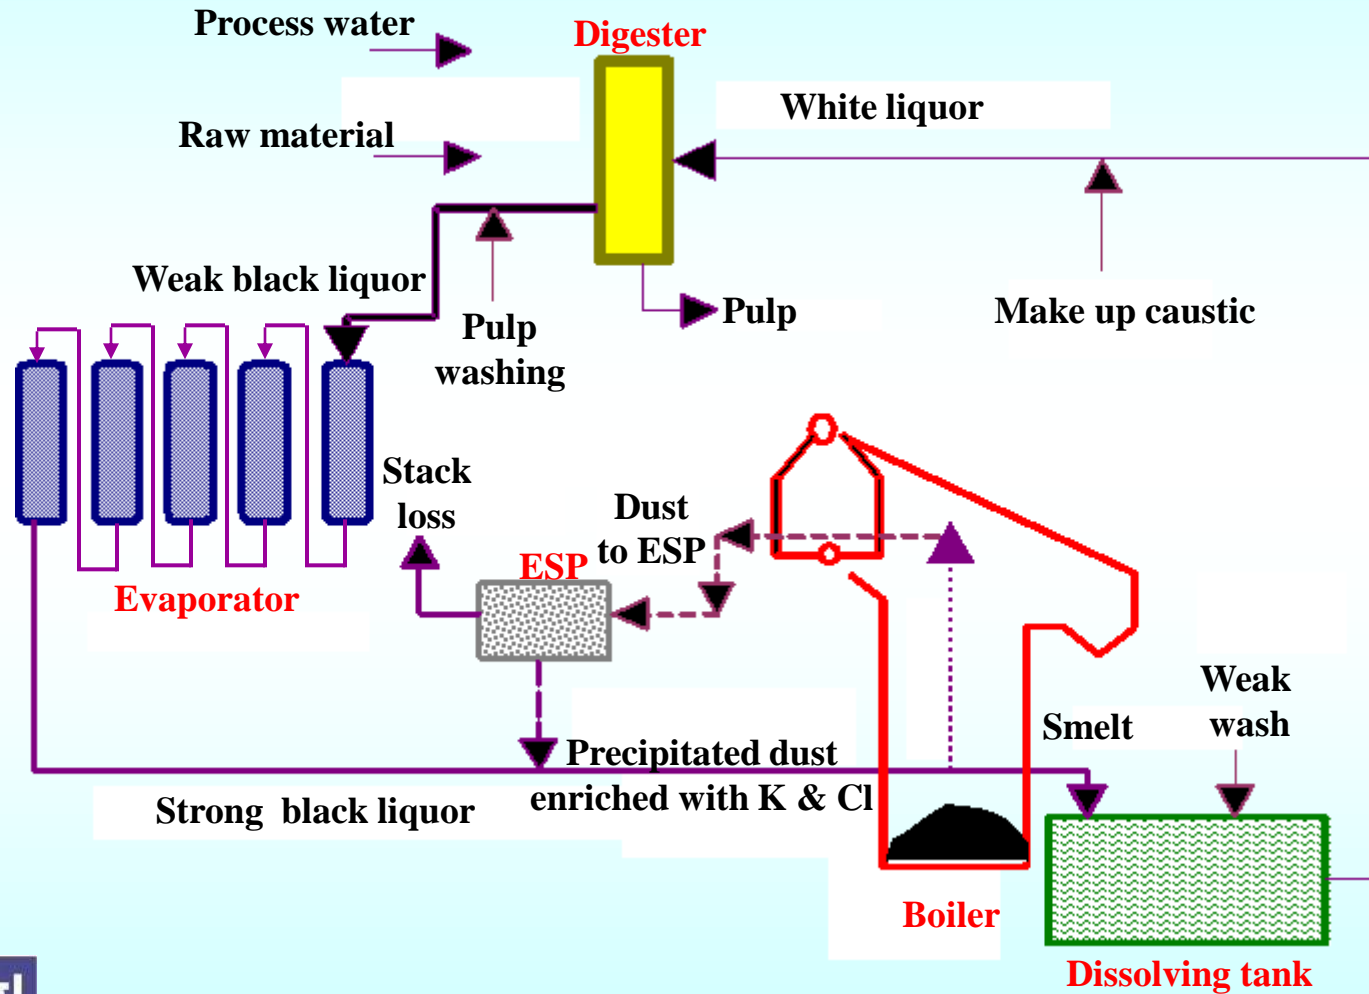 Process water
Digester
White liquor
Raw material
Weak black liquor
Pulp
washing
Pulp
Make up caustic
Stack
loss
Dust
to ESP
ESP
Evaporator
Weak
wash
Smelt
Precipitated dust
enriched with K & Cl
Strong black liquor
Boiler
Dissolving tank